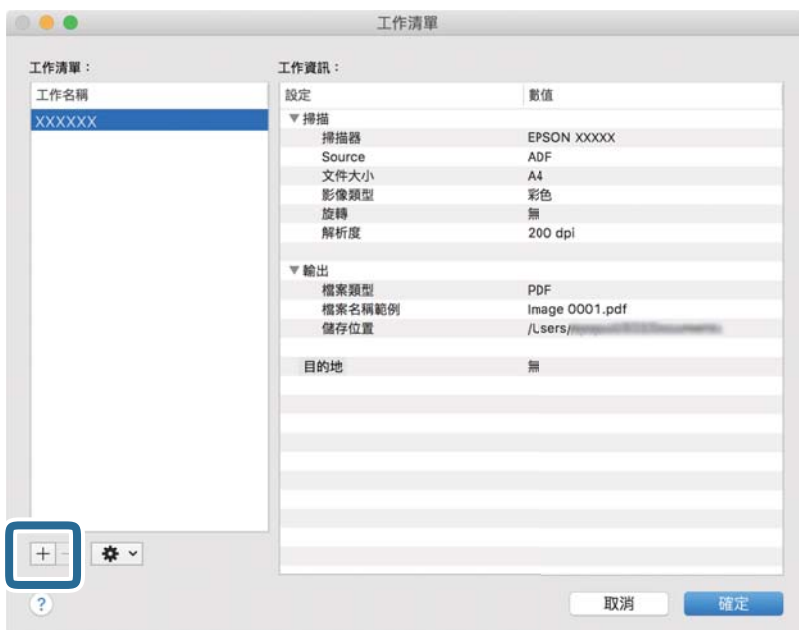 工作清單
工作清單：
工作名稱
XXXXXX
工作資訊：
設定 數值
▼掃描
掃描器 EPSON XXXXX
Source ADF
文件大小 A4
影像類型 彩色
旋轉 無
解析度 200 dpi
▼輸出
檔案類型 PDF
檔案名稱範例 Image 0001.pdf
儲存位置 /Users/
目的地 無
+ −
?
取消 確定